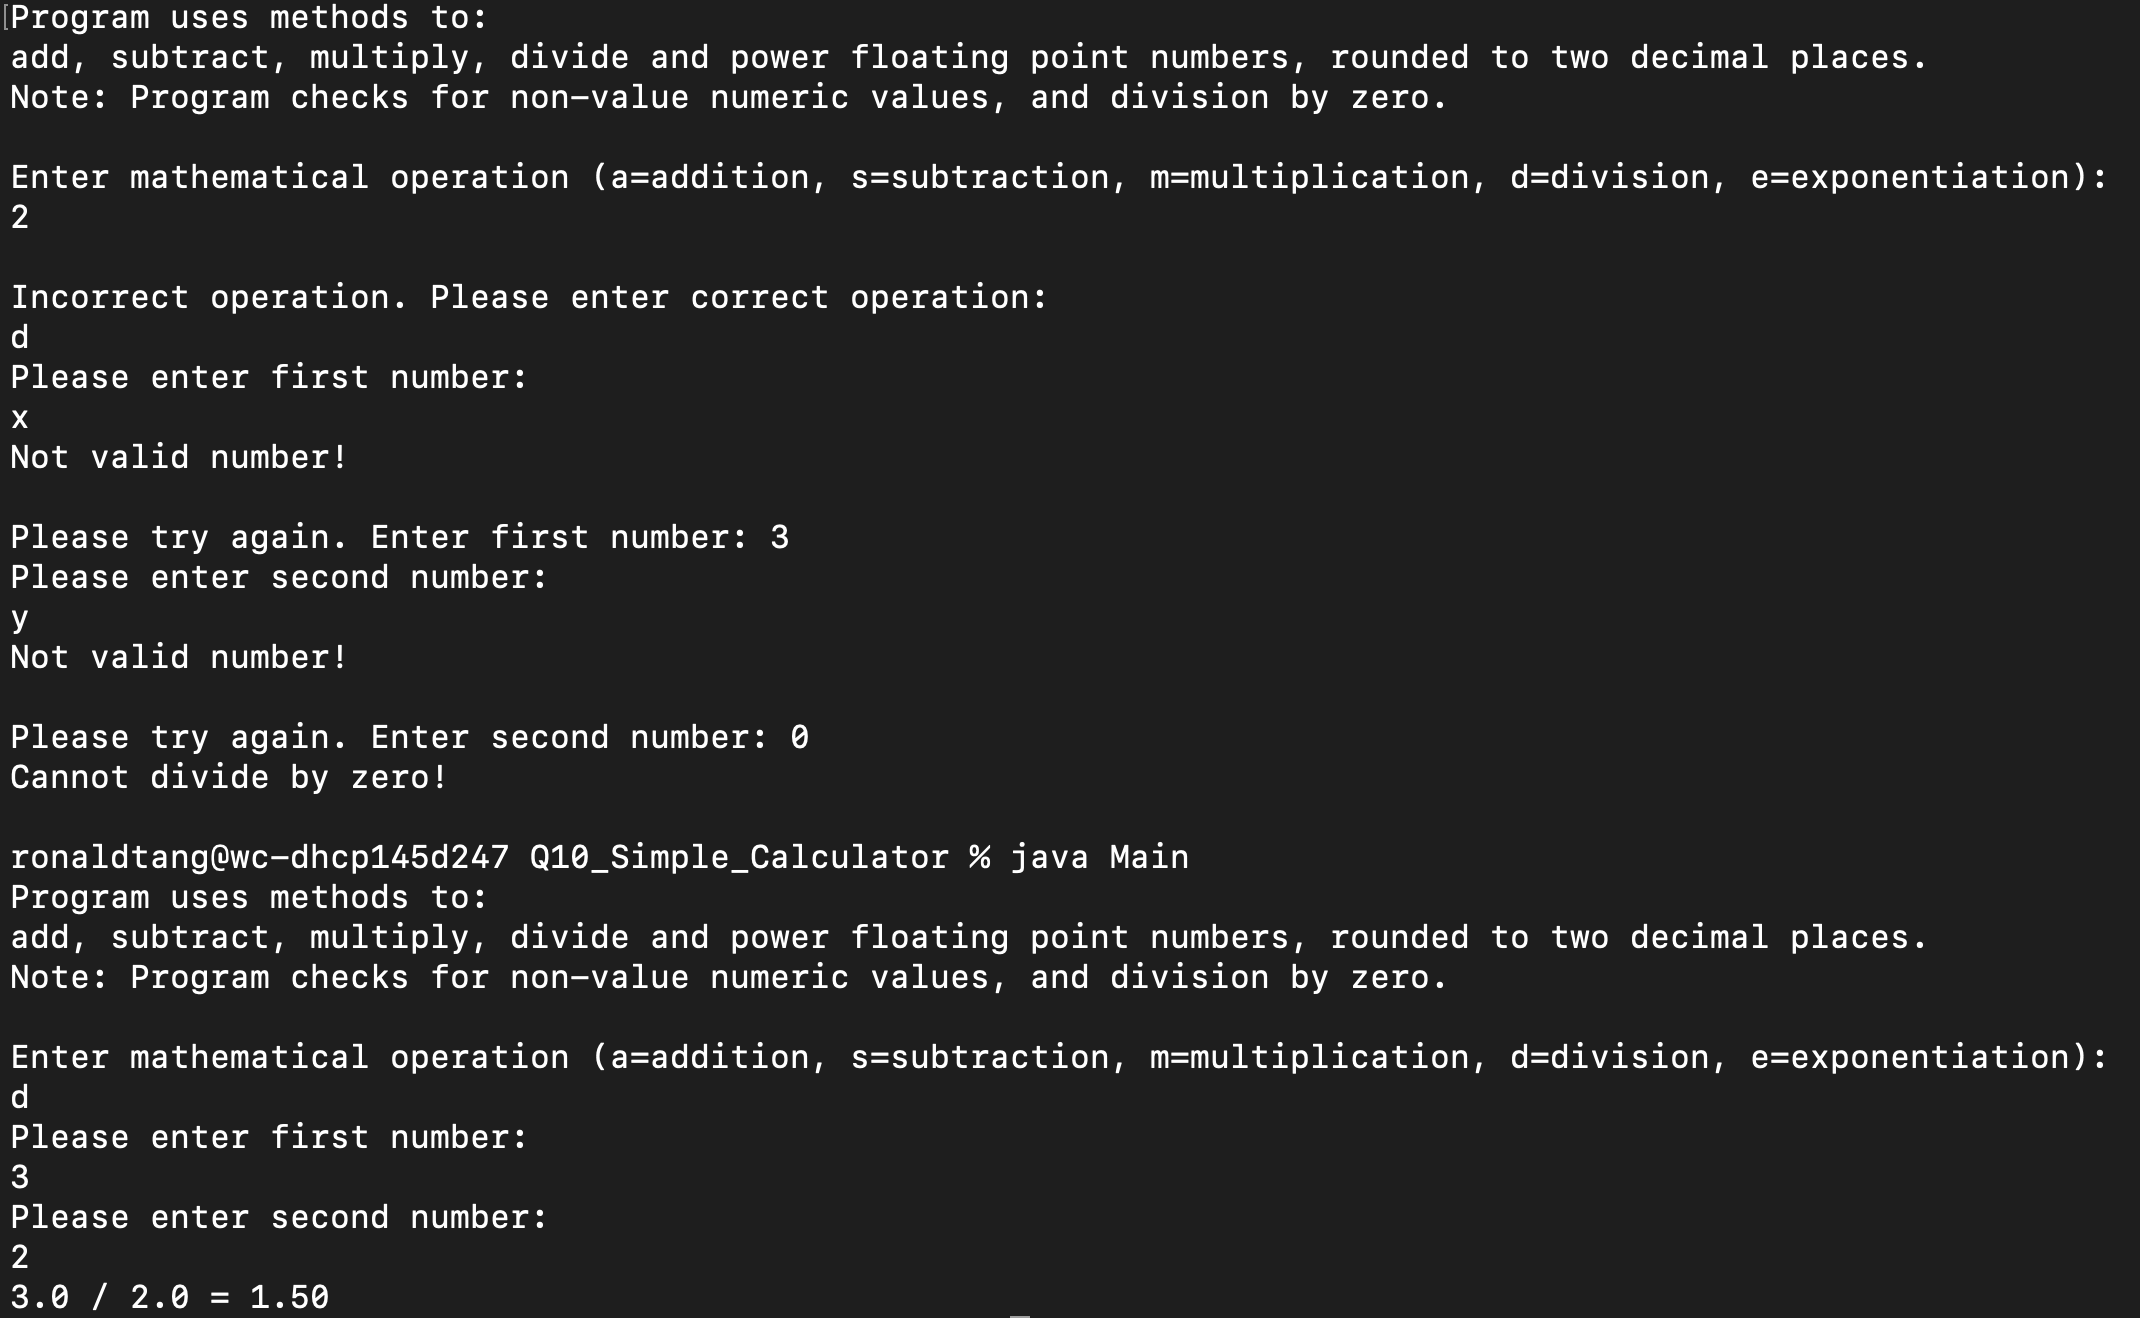 [Program uses methods to:
add, subtract, multiply, divide and power floating point numbers, rounded to two decimal places.
Note: Program checks for non-value numeric values, and division by zero.
Enter mathematical operation (a=addition, s=subtraction, m=multiplication, d=division, e=exponentiation):
2
Incorrect operation. Please enter correct operation:
d
Please enter first number:
x
Not valid number!
Please try again. Enter first number: 3
Please enter second number:
y
Not valid number!
Please try again. Enter second number: 0
Cannot divide by zero!
ronaldtang@wc-dhcp145d247 Q10_Simple_Calculator % java Main
Program uses methods to:
add, subtract, multiply, divide and power floating point numbers, rounded to two decimal places.
Note: Program checks for non-value numeric values, and division by zero.
Enter mathematical operation (a=addition, s=subtraction, m=multiplication, d=division, e=exponentiation):
d
Please enter first number:
3
Please enter second number:
2
3.0 / 2.0 = 1.50